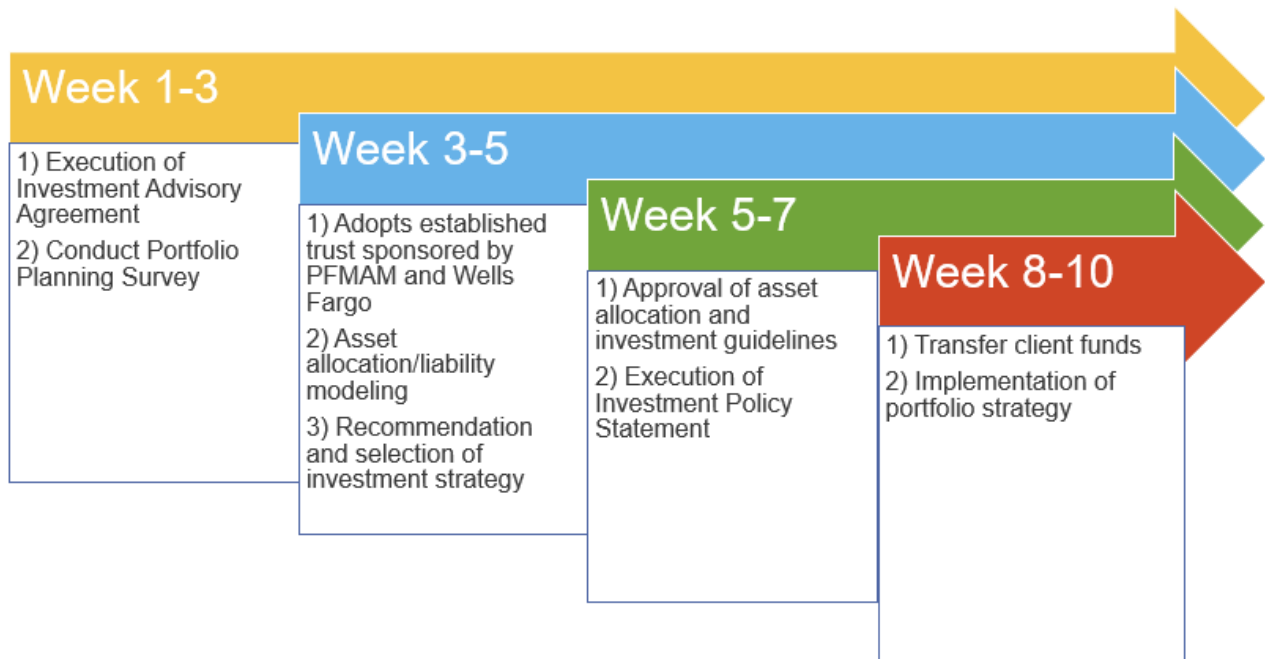 Week 1-3
1) Execution of
Investment Advisory
Agreement
2) Conduct Portfolio
Planning Survey
Week 3-5
1) Adopts established
trust sponsored by
PFMAM and Wells
Fargo
2) Asset
allocation/liability
modeling
3) Recommendation
and selection of
investment strategy
Week 5-7
1) Approval of asset
allocation and
investment guidelines
2) Execution of
Investment Policy
Statement
Week 8-10
1) Transfer client funds
2) Implementation of
portfolio strategy